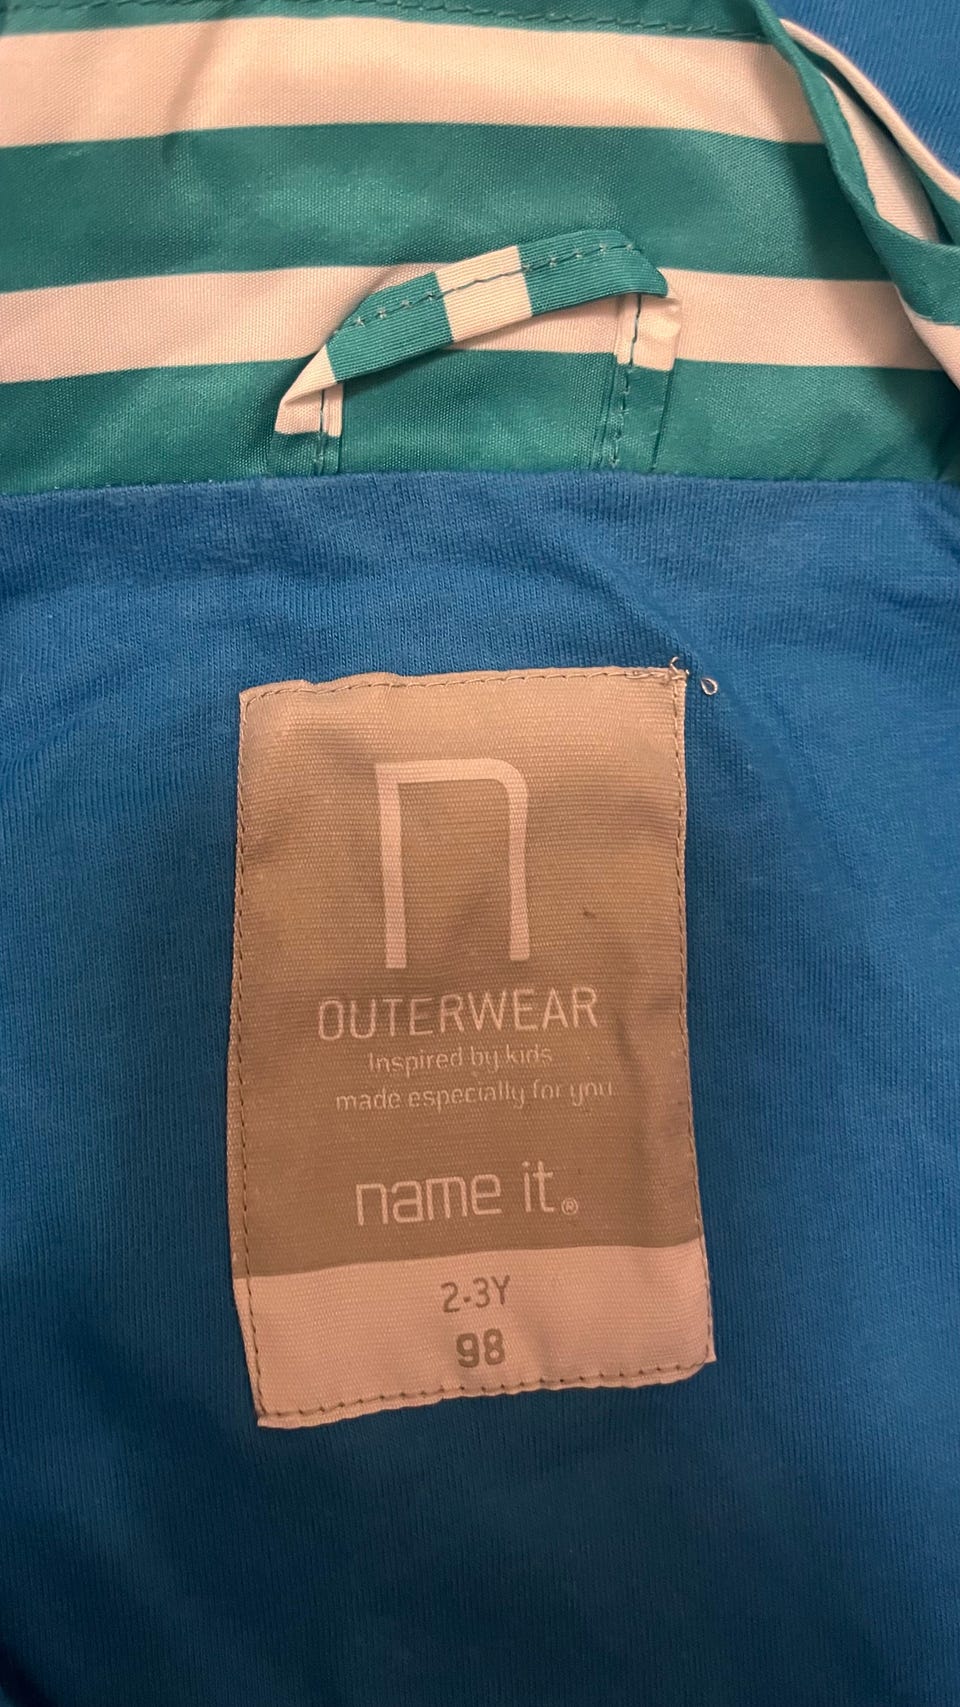 n
OUTERWEAR
Inspired by kids
made especially for you
name it®
2-3Y
98